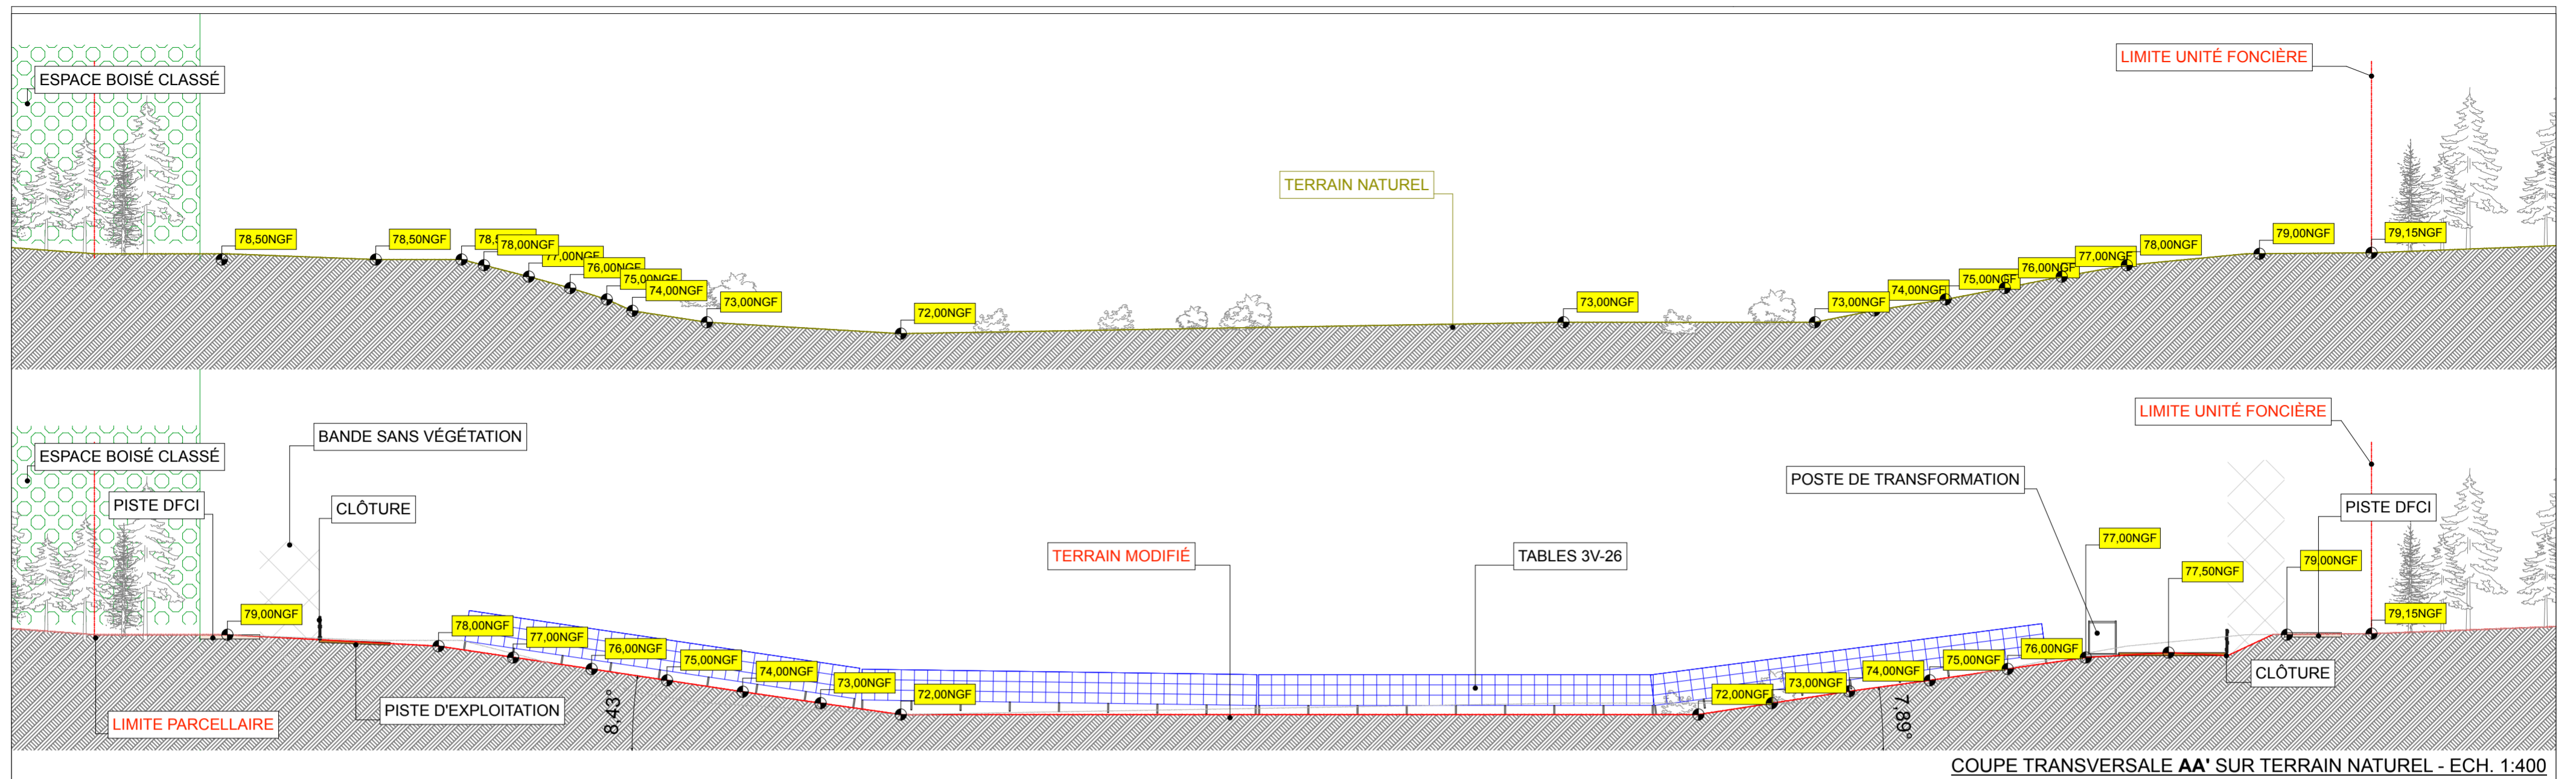 ESPACE BOISÉ CLASSÉ
LIMITE UNITÉ FONCIÈRE
TERRAIN NATUREL
78,50NGF
78,50NGF
78,5
78,00NGF
77,00NGF
76,00NGF
75,00NGF
74,00NGF
73,00NGF
72,00NGF
73,00NGF
73,00NGF
74,00NGF
75,00NGF
76,00NGF
77,00NGF
78,00NGF
79,00NGF
79,15NGF
LIMITE UNITÉ FONCIÈRE
BANDE SANS VÉGÉTATION
ESPACE BOISÉ CLASSÉ
PISTE DFCI
CLÔTURE
POSTE DE TRANSFORMATION
PISTE DFCI
TERRAIN MODIFIÉ
TABLES 3V-26
79,00NGF
78,00NGF
77,00NGF
76,00NGF
75,00NGF
74,00NGF
73,00NGF
72,00NGF
72,00NGF
73,00NGF
74,00NGF
75,00NGF
76,00NGF
77,00NGF
77,50NGF
79,00NGF
79,15NGF
CLÔTURE
LIMITE PARCELLAIRE
PISTE D'EXPLOITATION
8,43°
7,89°
COUPE TRANSVERSALE AA' SUR TERRAIN NATUREL - ECH. 1:400